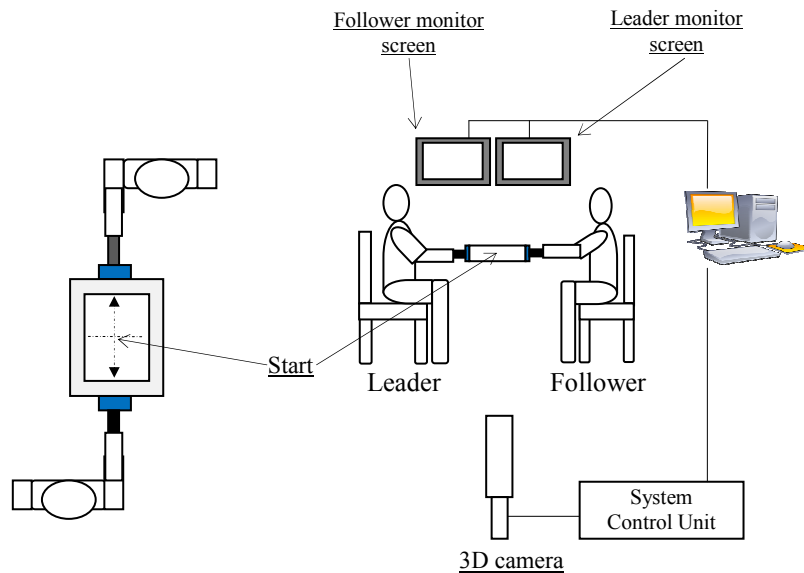 Follower monitor
screen
Leader monitor
screen
Start
Leader
Follower
System
Control Unit
3D camera